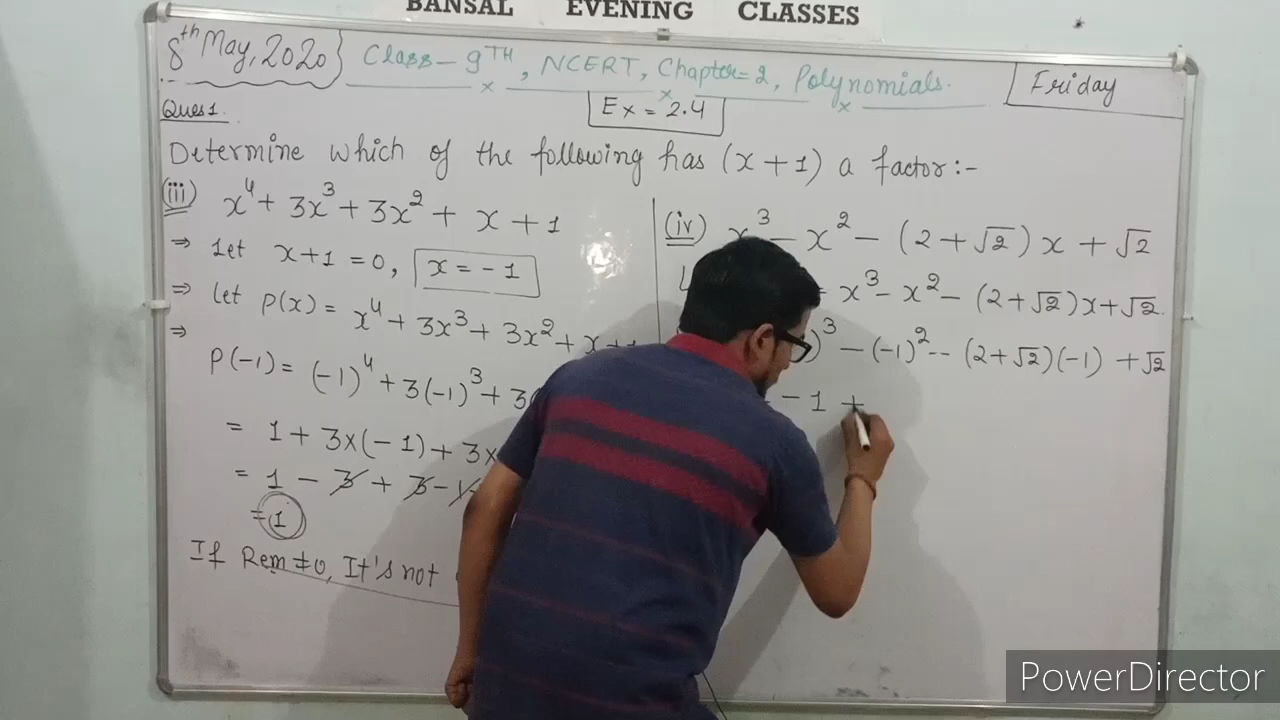 BANSAL EVENING CLASSES
8th May, 2020} Class - 9TH, NCERT, Chapter = 2, Polynomials. Friday
Ex = 2.4
Ques 1.
Determine which of the following has (x + 1) a factor:-
(iii) x⁴ + 3x³ + 3x² + x + 1
⇒ Let x + 1 = 0, x = - 1
⇒ Let p(x) = x⁴ + 3x³ + 3x² + x + 1
⇒
P(-1) = (-1)⁴ + 3(-1)³ + 3
= 1 + 3x(-1) + 3x
= 1 - 3 + 3 - 1
= 1
If Rem ≠ 0, It's not
(iv) x³ - x² - (2 + √2) x + √2
x³ - x² - (2 + √2)x + √2.
)³ - (-1)² - (2 + √2)(-1) + √2
- 1 +
PowerDirector